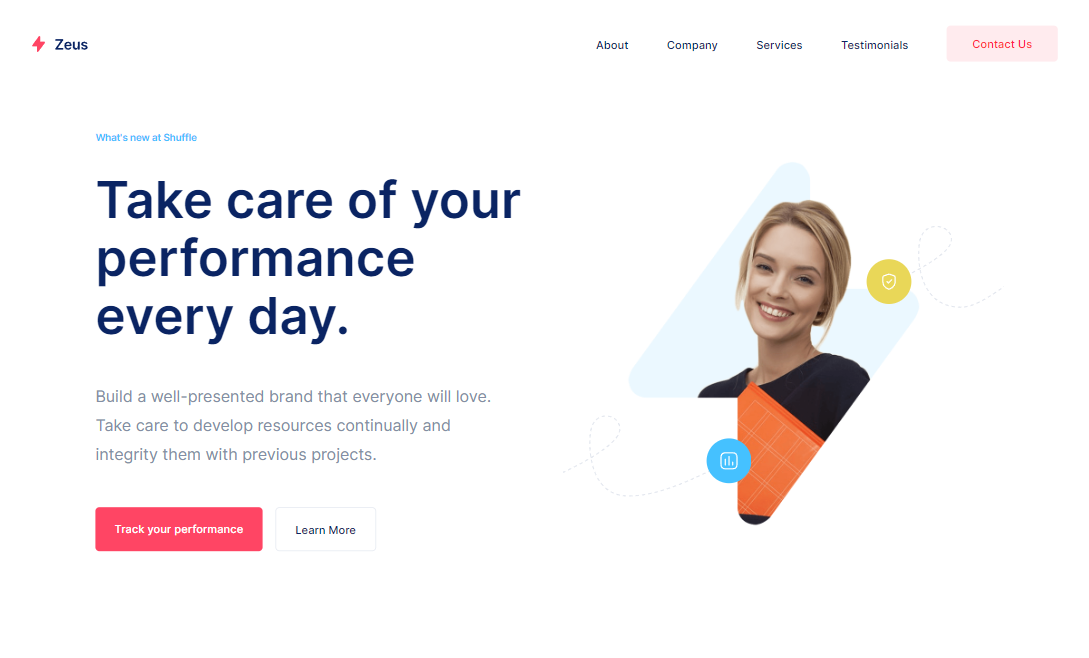 Zeus
About
Company
Services
Testimonials
Contact Us
What's new at Shuffle
Take care of your
performance
every day.
Build a well-presented brand that everyone will love.
Take care to develop resources continually and
integrity them with previous projects.
Track your performance
Learn More